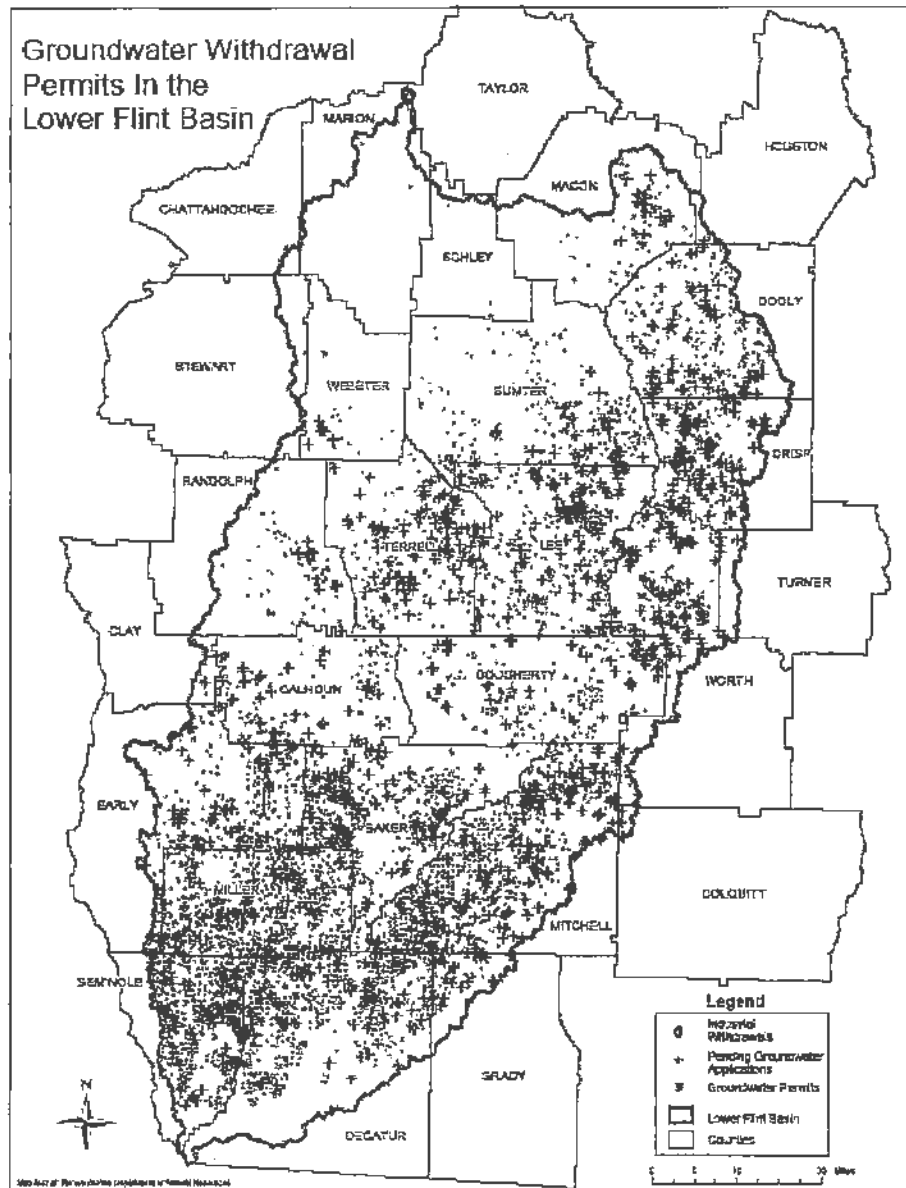 Groundwater Withdrawal
Permits In the
Lower Flint Basin
TAYLOR
MARION
HOUSTON
MACON
CHATTAHOOCHEE
SCHLEY
DOOLY
STEWART
WEBSTER
SUMTER
CRISP
RANDOLPH
TERRELL
LEE
TURNER
CLAY
CALHOUN
DOUGHERTY
WORTH
EARLY
BAKER
MILLER
COLQUITT
MITCHELL
SEMINOLE
GRADY
DECATUR
N
Legend
Industrial
Withdrawals
Pending Groundwater
Applications
Groundwater Permits
Lower Flint Basin
Counties
Miles